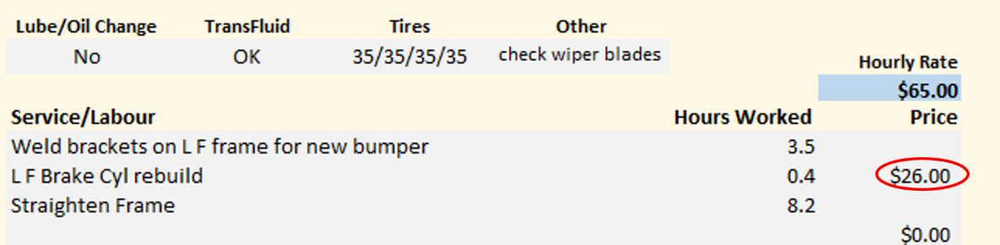 Lube/Oil Change TransFluid Tires Other
No OK 35/35/35/35 check wiper blades
Hourly Rate
$65.00
Service/Labour Hours Worked Price
Weld brackets on L F frame for new bumper 3.5
L F Brake Cyl rebuild 0.4 $26.00
Straighten Frame 8.2
$0.00